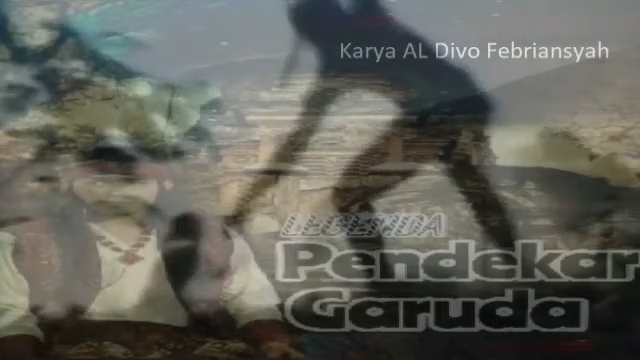 Karya AL Divo Febriansyah
LEGENDA
Pendekar
Garuda